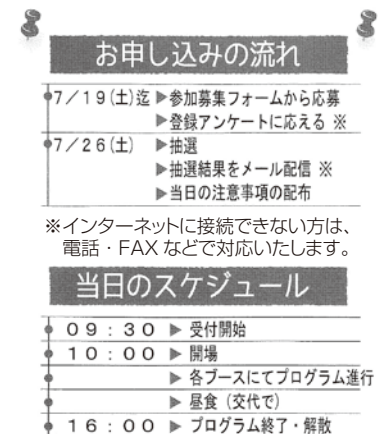 お申し込みの流れ
7／19(土)迄 ▶参加募集フォームから応募
▶登録アンケートに応える ※
7／26(土) ▶抽選
▶抽選結果をメール配信 ※
▶当日の注意事項の配布
※インターネットに接続できない方は、
電話・FAXなどで対応いたします。
当日のスケジュール
09：30 ▶ 受付開始
10：00 ▶ 開場
▶ 各ブースにてプログラム進行
▶ 昼食（交代で）
16：00 ▶ プログラム終了・解散